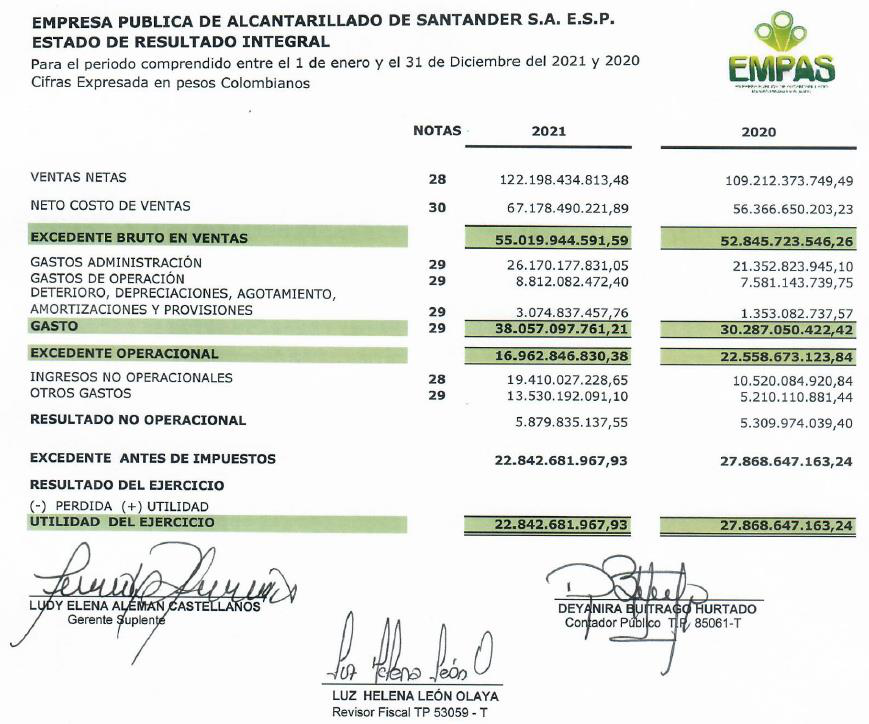 EMPRESA PUBLICA DE ALCANTARILLADO DE SANTANDER S.A. E.S.P.
ESTADO DE RESULTADO INTEGRAL
Para el periodo comprendido entre el 1 de enero y el 31 de Diciembre del 2021 y 2020
Cifras Expresada en pesos Colombianos
EMPAS
NOTAS 2021 2020
VENTAS NETAS 28 122.198.434.813,48 109.212.373.749,49
NETO COSTO DE VENTAS 30 67.178.490.221,89 56.366.650.203,23
EXCEDENTE BRUTO EN VENTAS 55.019.944.591,59 52.845.723.546,26
GASTOS ADMINISTRACIÓN 29 26.170.177.831,05 21.352.823.945,10
GASTOS DE OPERACIÓN 29 8.812.082.472,40 7.581.143.739,75
DETERIORO, DEPRECIACIONES, AGOTAMIENTO,
AMORTIZACIONES Y PROVISIONES 29 3.074.837.457,76 1.353.082.737,57
GASTO 29 38.057.097.761,21 30.287.050.422,42
EXCEDENTE OPERACIONAL 16.962.846.830,38 22.558.673.123,84
INGRESOS NO OPERACIONALES 28 19.410.027.228,65 10.520.084.920,84
OTROS GASTOS 29 13.530.192.091,10 5.210.110.881,44
RESULTADO NO OPERACIONAL 5.879.835.137,55 5.309.974.039,40
EXCEDENTE ANTES DE IMPUESTOS 22.842.681.967,93 27.868.647.163,24
RESULTADO DEL EJERCICIO
(-) PERDIDA (+) UTILIDAD
UTILIDAD DEL EJERCICIO 22.842.681.967,93 27.868.647.163,24
LUDY ELENA ALEMAN CASTELLANOS
Gerente Suplente
DEYANIRA BUITRAGO HURTADO
Contador Público T.P. 85061-T
Luz Helena León O
LUZ HELENA LEÓN OLAYA
Revisor Fiscal TP 53059 - T